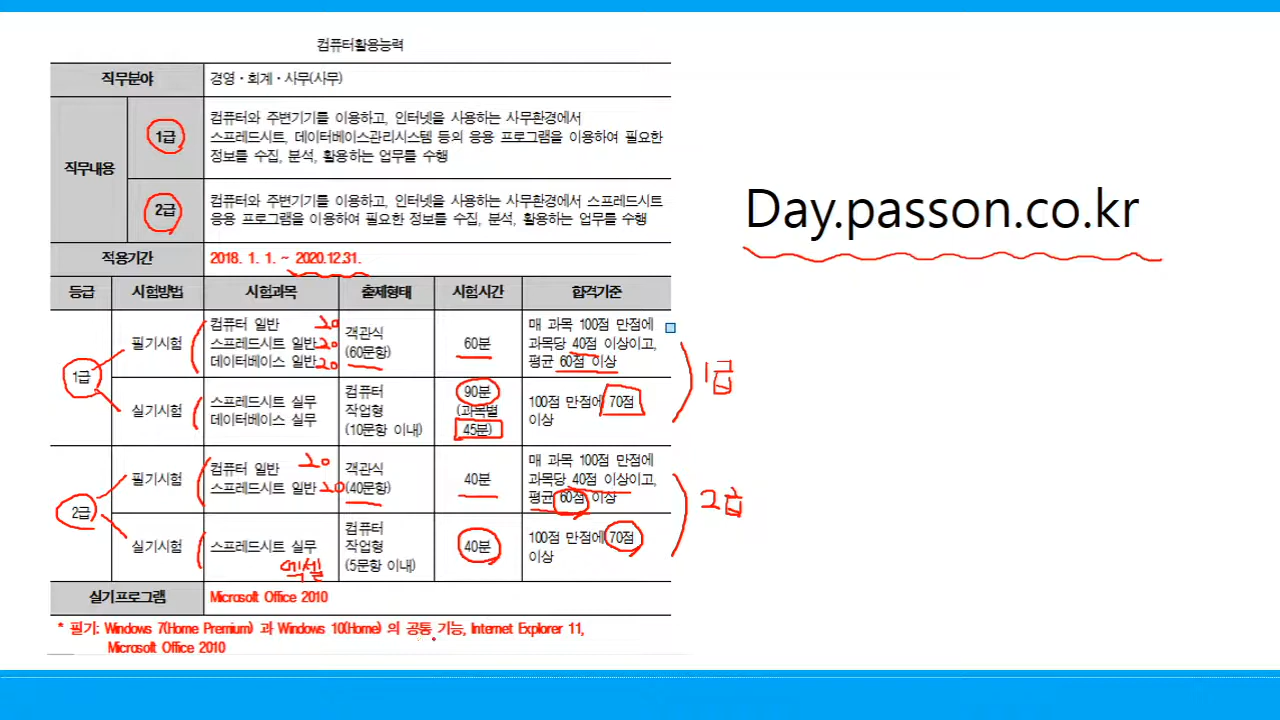 컴퓨터활용능력
직무분야 경영·회계·사무(사무)
직무내용
1급
컴퓨터와 주변기기를 이용하고, 인터넷을 사용하는 사무환경에서
스프레드시트, 데이터베이스관리시스템 등의 응용 프로그램을 이용하여 필요한
정보를 수집, 분석, 활용하는 업무를 수행
2급
컴퓨터와 주변기기를 이용하고, 인터넷을 사용하는 사무환경에서 스프레드시트
응용 프로그램을 이용하여 필요한 정보를 수집, 분석, 활용하는 업무를 수행
적용기간 2018. 1. 1. ~ 2020.12.31.
등급 시험방법 시험과목 출제형태 시험시간 합격기준
1급
필기시험
컴퓨터 일반 20
스프레드시트 일반 20
데이터베이스 일반 20
객관식
(60문항)
60분
매 과목 100점 만점에
과목당 40점 이상이고,
평균 60점 이상
실기시험
스프레드시트 실무
데이터베이스 실무
컴퓨터
작업형
(10문항 이내)
90분
(과목별
45분)
100점 만점에 70점
이상
1급
2급
필기시험
컴퓨터 일반 20
스프레드시트 일반 20
객관식
(40문항)
40분
매 과목 100점 만점에
과목당 40점 이상이고,
평균 60점 이상
실기시험
스프레드시트 실무
엑셀
컴퓨터
작업형
(5문항 이내)
40분
100점 만점에 70점
이상
2급
실기프로그램 Microsoft Office 2010
* 필기: Windows 7(Home Premium) 과 Windows 10(Home) 의 공통 기능, Internet Explorer 11,
Microsoft Office 2010
Day.passon.co.kr